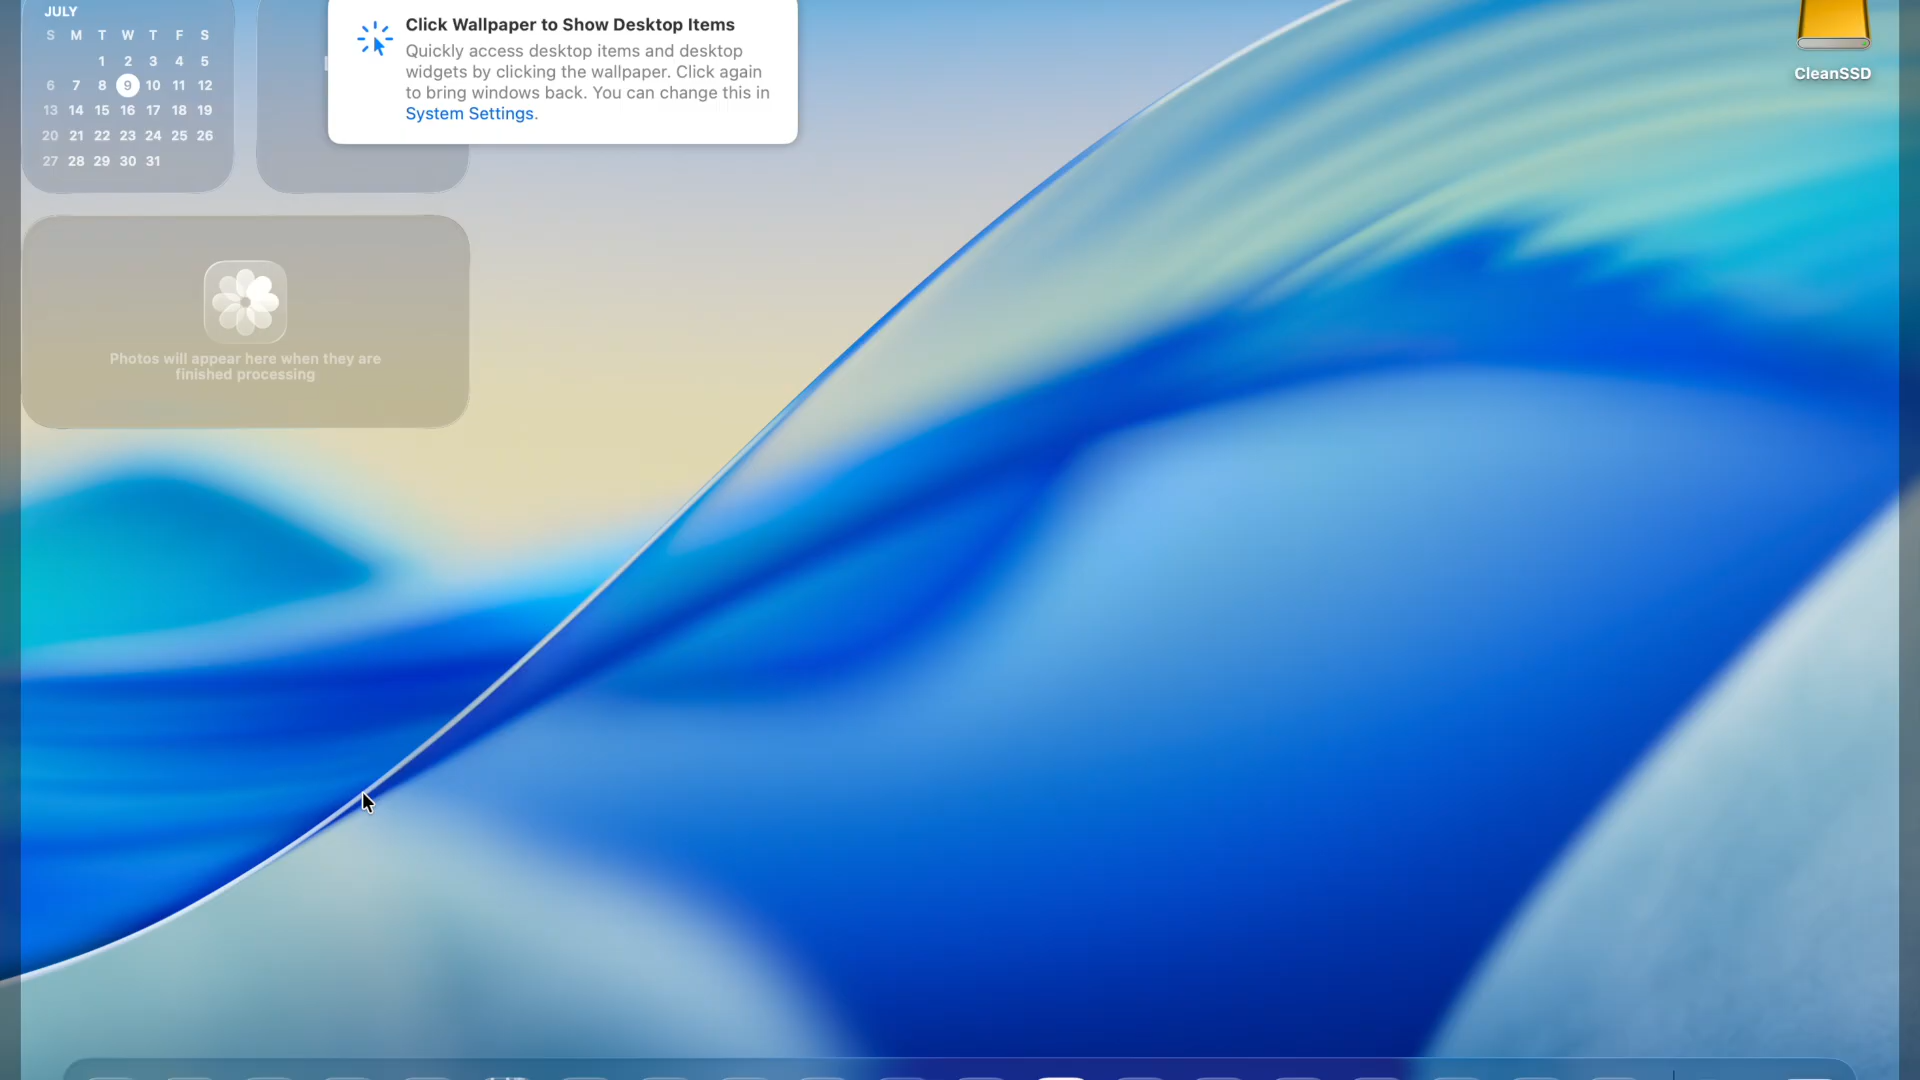 JULY
S M T W T F S
1 2 3 4 5
6 7 8 9 10 11 12
13 14 15 16 17 18 19
20 21 22 23 24 25 26
27 28 29 30 31
Click Wallpaper to Show Desktop Items
Quickly access desktop items and desktop
widgets by clicking the wallpaper. Click again
to bring windows back. You can change this in
System Settings.
CleanSSD
Photos will appear here when they are
finished processing